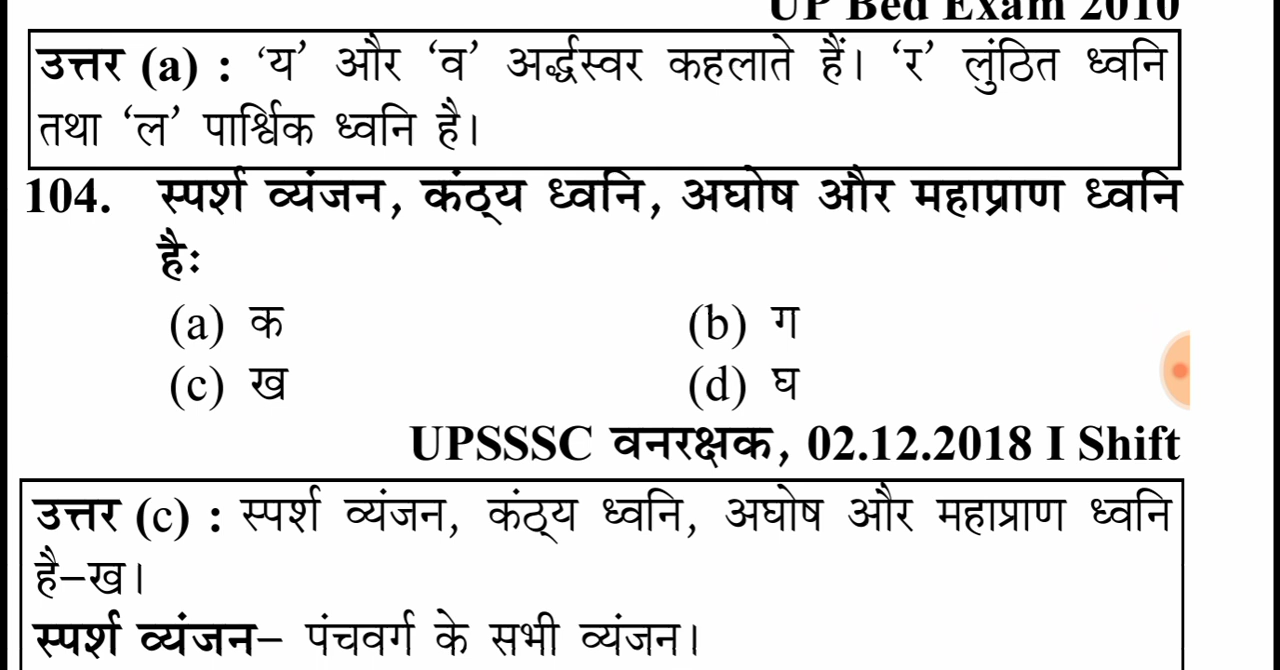 UP Bed Exam 2010
उत्तर (a) : ‘य’ और ‘व’ अर्द्धस्वर कहलाते हैं। ‘र’ लुंठित ध्वनि
तथा ‘ल’ पार्श्विक ध्वनि है।
104. स्पर्श व्यंजन, कंठ्य ध्वनि, अघोष और महाप्राण ध्वनि
हैः
(a) क (b) ग
(c) ख (d) घ
UPSSSC वनरक्षक, 02.12.2018 I Shift
उत्तर (c) : स्पर्श व्यंजन, कंठ्य ध्वनि, अघोष और महाप्राण ध्वनि
है–ख।
स्पर्श व्यंजन– पंचवर्ग के सभी व्यंजन।